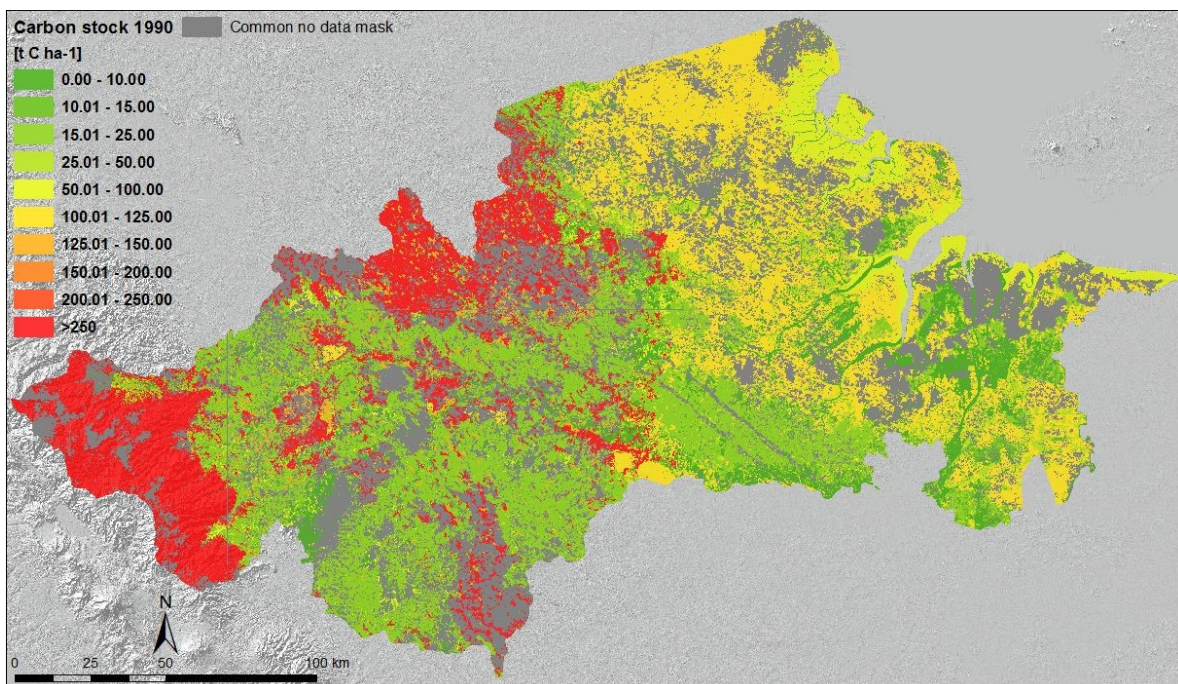 Carbon stock 1990 Common no data mask
[t C ha-1]
0.00 - 10.00
10.01 - 15.00
15.01 - 25.00
25.01 - 50.00
50.01 - 100.00
100.01 - 125.00
125.01 - 150.00
150.01 - 200.00
200.01 - 250.00
>250
N
0 25 50 100 km